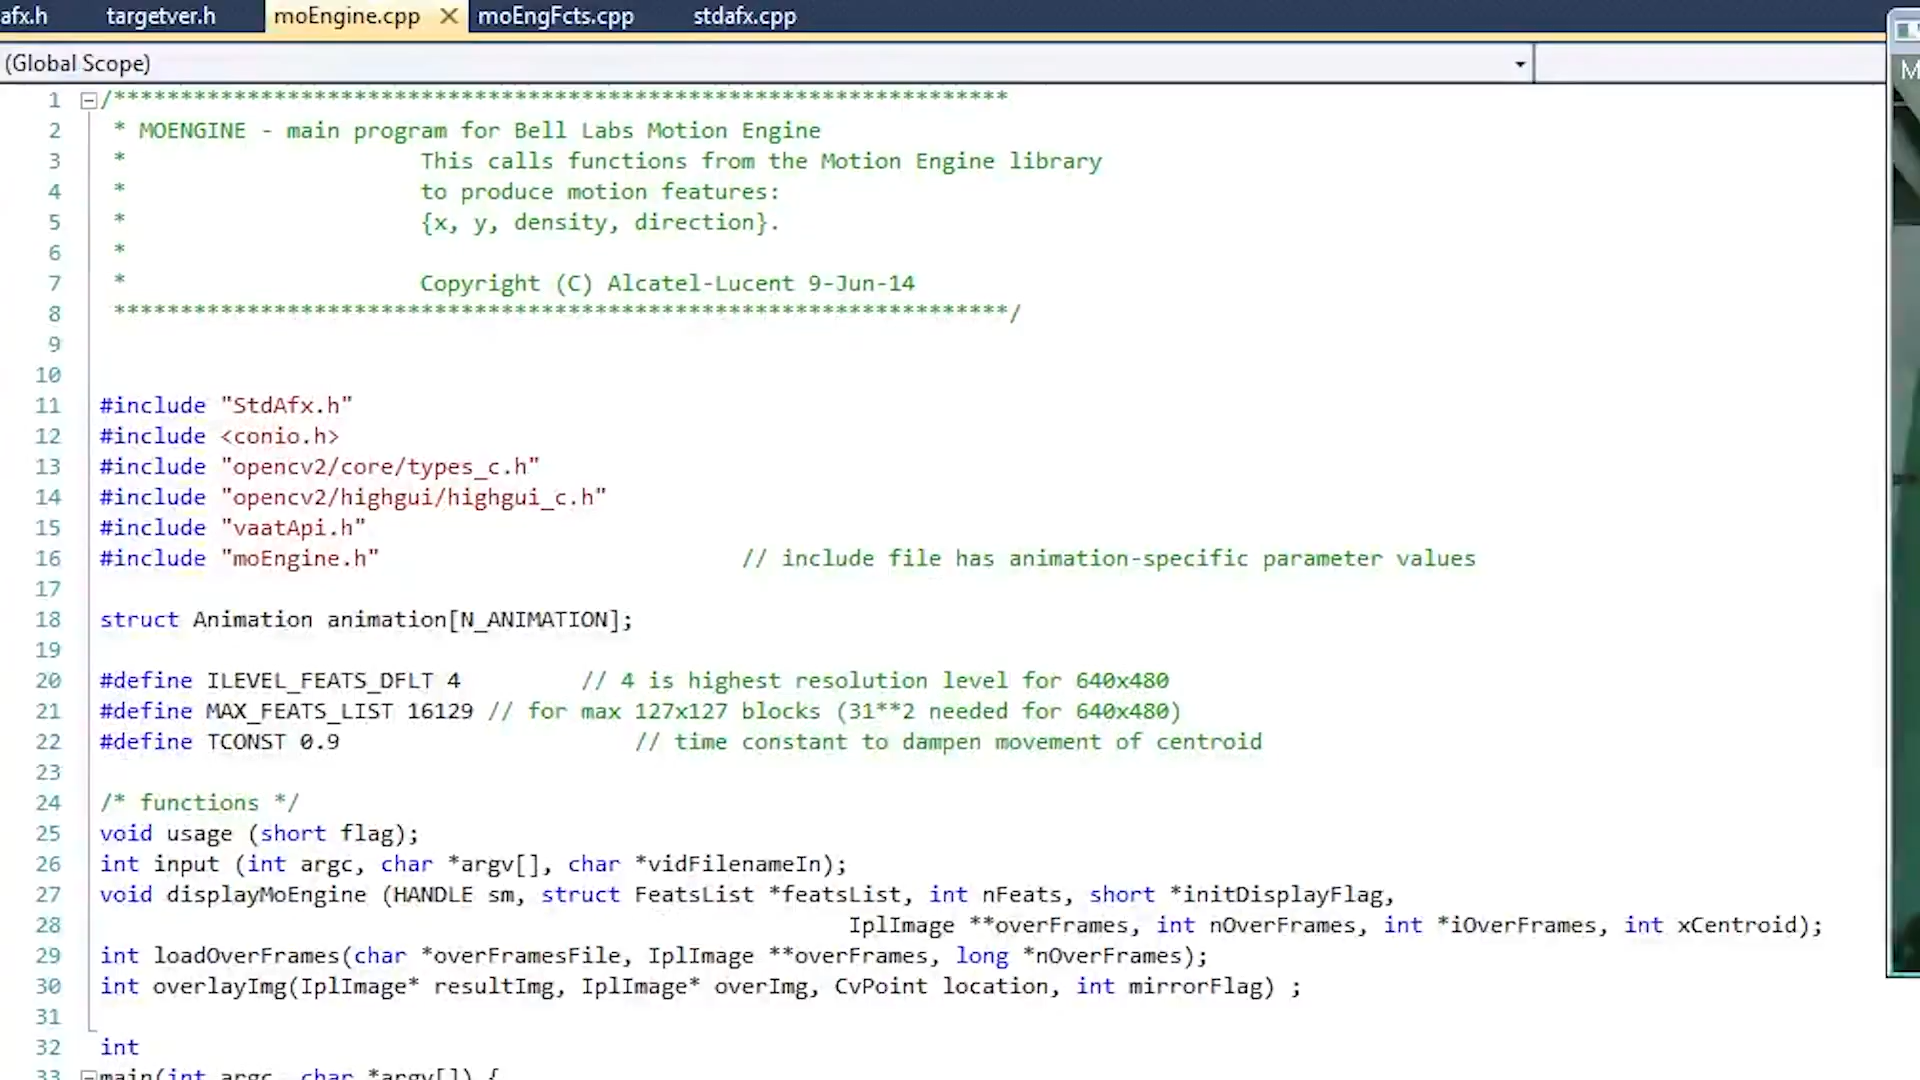 afx.h targetver.h moEngine.cpp moEngFcts.cpp stdafx.cpp
(Global Scope)
1 /*******************************************************************
2 * MOENGINE - main program for Bell Labs Motion Engine
3 * This calls functions from the Motion Engine library
4 * to produce motion features:
5 * {x, y, density, direction}.
6 *
7 * Copyright (C) Alcatel-Lucent 9-Jun-14
8 *******************************************************************/
9
10
11 #include "StdAfx.h"
12 #include <conio.h>
13 #include "opencv2/core/types_c.h"
14 #include "opencv2/highgui/highgui_c.h"
15 #include "vaatApi.h"
16 #include "moEngine.h" // include file has animation-specific parameter values
17
18 struct Animation animation[N_ANIMATION];
19
20 #define ILEVEL_FEATS_DFLT 4 // 4 is highest resolution level for 640x480
21 #define MAX_FEATS_LIST 16129 // for max 127x127 blocks (31**2 needed for 640x480)
22 #define TCONST 0.9 // time constant to dampen movement of centroid
23
24 /* functions */
25 void usage (short flag);
26 int input (int argc, char *argv[], char *vidFilenameIn);
27 void displayMoEngine (HANDLE sm, struct FeatsList *featsList, int nFeats, short *initDisplayFlag,
28 IplImage **overFrames, int nOverFrames, int *iOverFrames, int xCentroid);
29 int loadOverFrames(char *overFramesFile, IplImage **overFrames, long *nOverFrames);
30 int overlayImg(IplImage* resultImg, IplImage* overImg, CvPoint location, int mirrorFlag) ;
31
32 int
33 main(int argc, char *argv[]) {